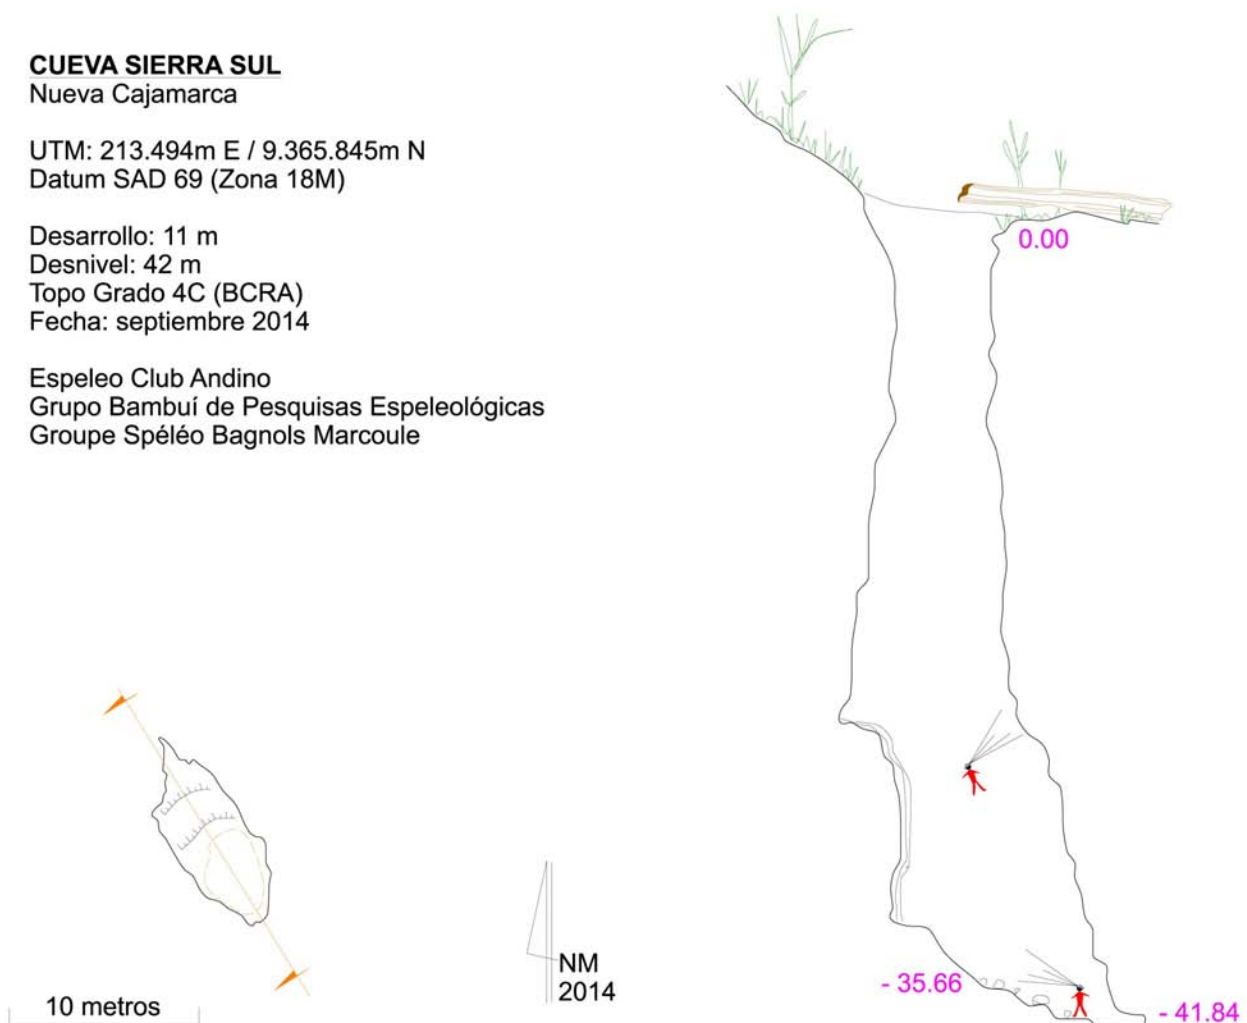 CUEVA SIERRA SUL
Nueva Cajamarca
UTM: 213.494m E / 9.365.845m N
Datum SAD 69 (Zona 18M)
Desarrollo: 11 m
Desnivel: 42 m
Topo Grado 4C (BCRA)
Fecha: septiembre 2014
Espeleo Club Andino
Grupo Bambuí de Pesquisas Espeleológicas
Groupe Spéléo Bagnols Marcoule
0.00
NM
2014
- 35.66
10 metros
- 41.84